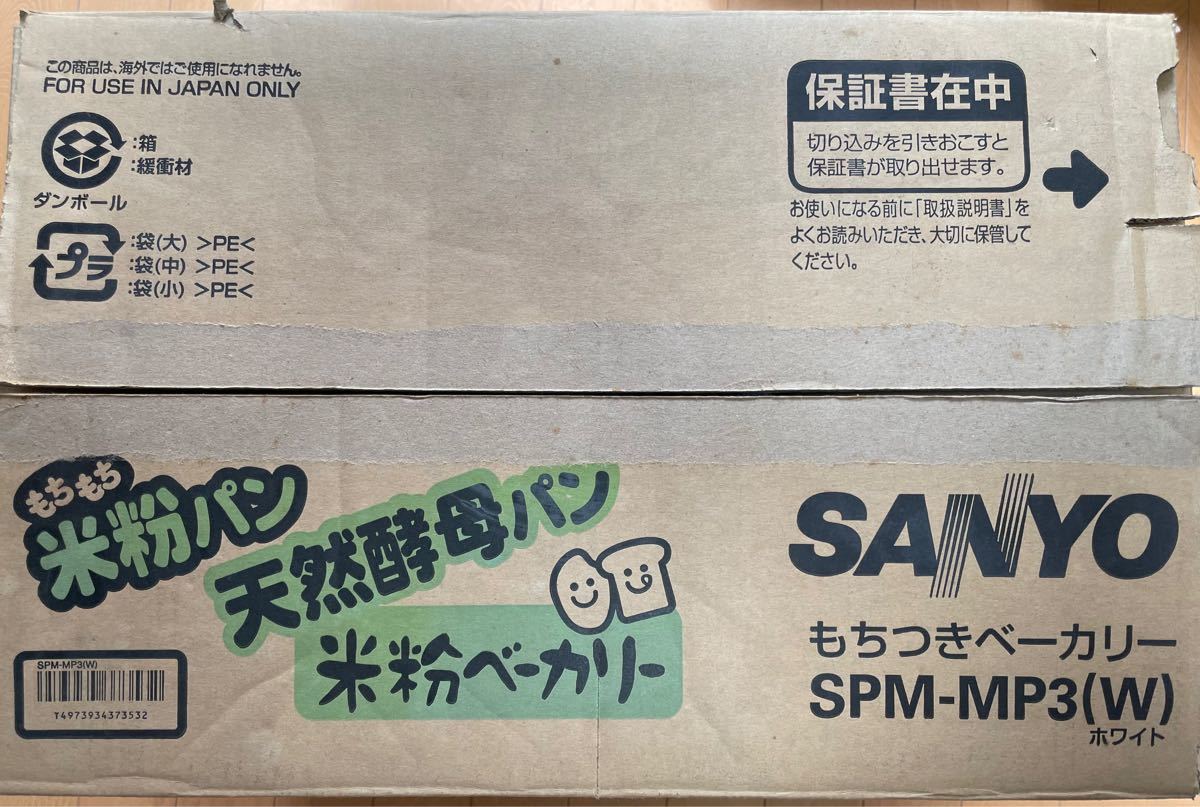 この商品は、海外ではご使用になれません。
FOR USE IN JAPAN ONLY
:箱
:緩衝材
ダンボール
プラ
:袋(大) >PE<
:袋(中) >PE<
:袋(小) >PE<
保証書在中
切り込みを引きおこすと
保証書が取り出せます。
お使いになる前に「取扱説明書」を
よくお読みいただき、大切に保管して
ください。
もちもち
米粉パン
天然酵母パン
米粉ベーカリー
SPM-MP3(W)
T4973934373532
SANYO
もちつきベーカリー
SPM-MP3(W)
ホワイト